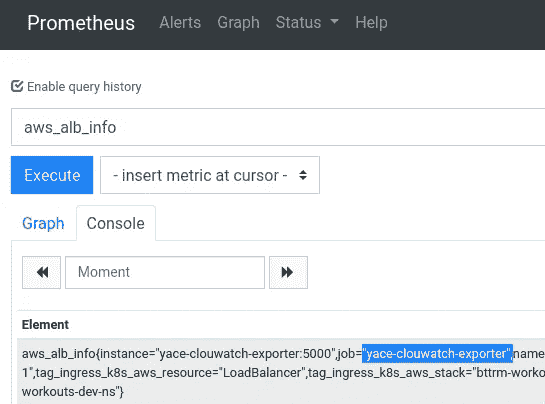 Prometheus Alerts Graph Status Help
Enable query history
aws_alb_info
Execute - insert metric at cursor -
Graph Console
Moment
Element
aws_alb_info{instance="yace-clouwatch-exporter:5000",job="yace-clouwatch-exporter",name
1",tag_ingress_k8s_aws_resource="LoadBalancer",tag_ingress_k8s_aws_stack="bttrm-worko
workouts-dev-ns"}